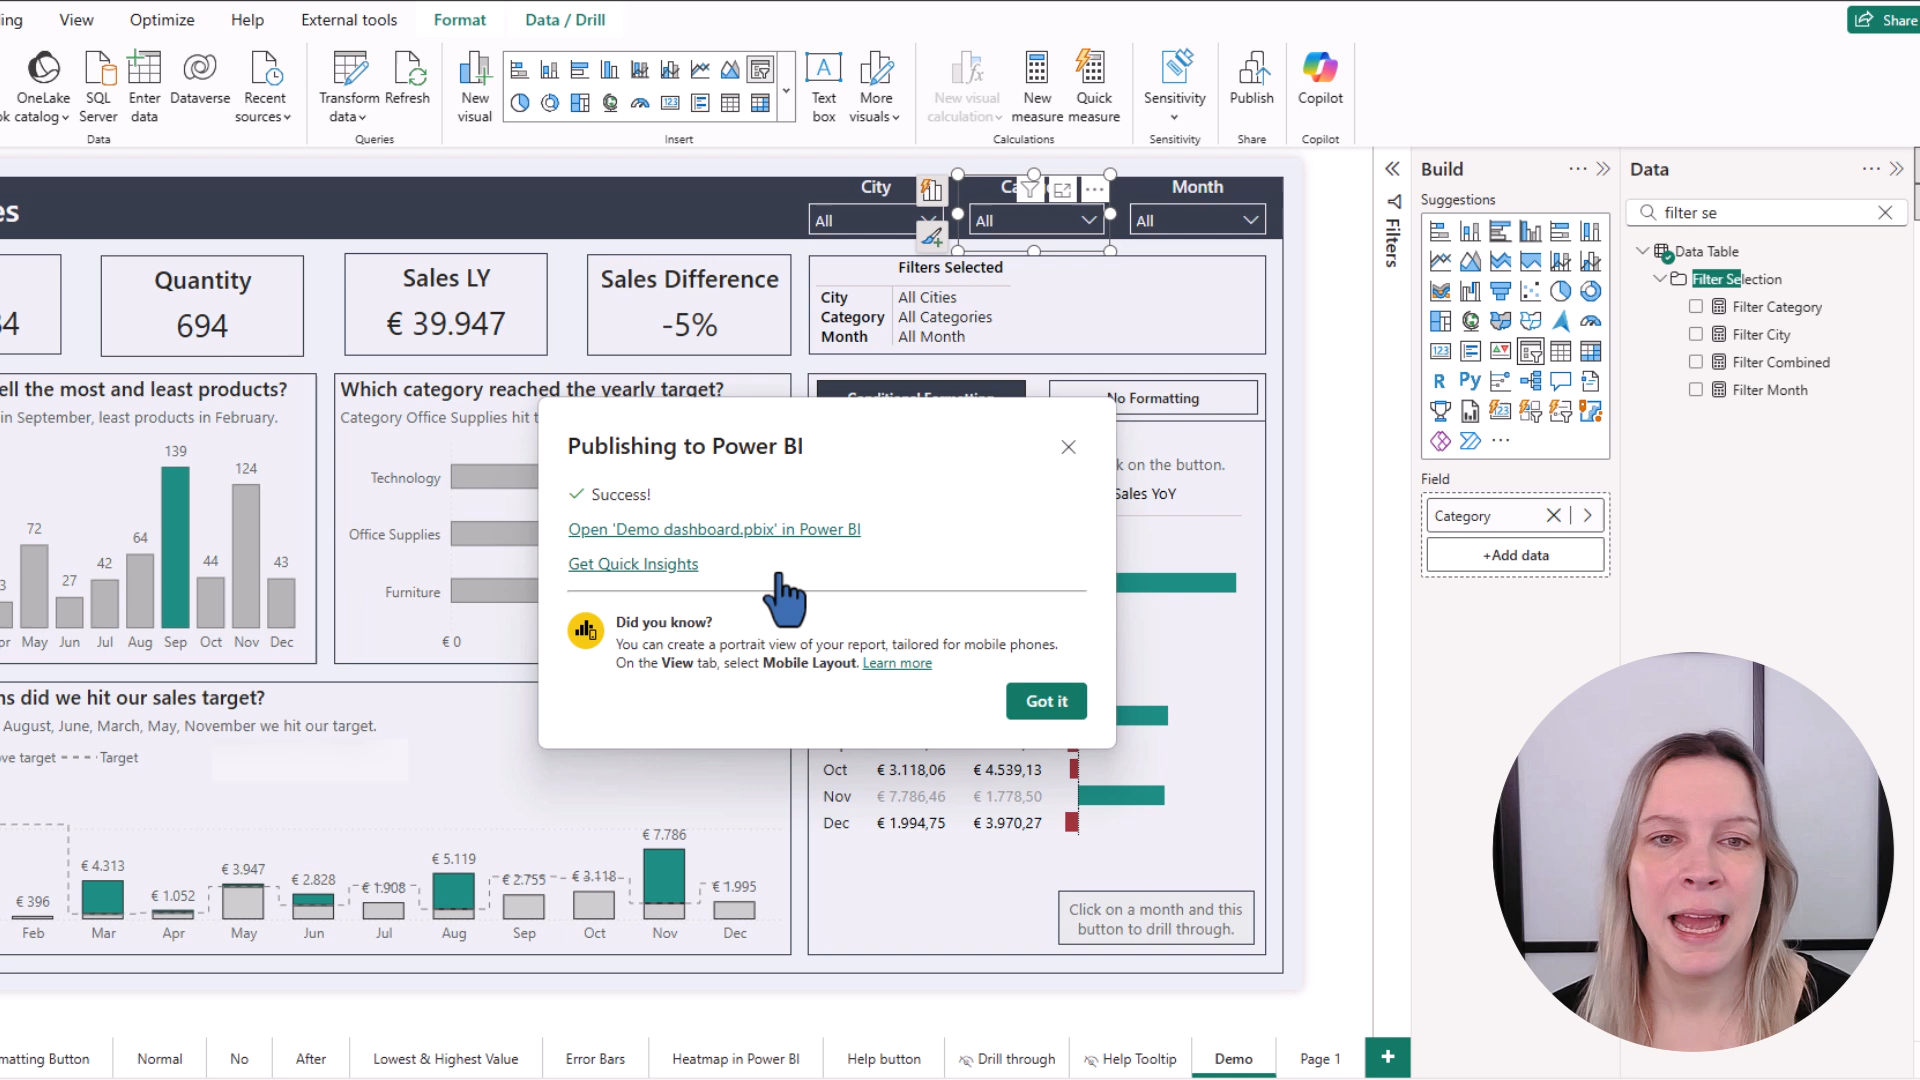 ing
View
Optimize
Help
External tools
Format
Data / Drill
Share
OneLake
k catalog
SQL
Server
Enter
data
Dataverse
Recent
sources
Data
Transform
data
Refresh
Queries
New
visual
Insert
A
Text
box
More
visuals
New visual
calculation
New
measure
Quick
measure
Calculations
Sensitivity
Sensitivity
Publish
Share
Copilot
Copilot
es
City
All
All
Month
All
4
Quantity
694
Sales LY
€ 39.947
Sales Difference
-5%
Filters Selected
City All Cities
Category All Categories
Month All Month
ell the most and least products?
in September, least products in February.
3
72
27
42
64
139
44
124
43
or May Jun Jul Aug Sep Oct Nov Dec
Which category reached the yearly target?
Category Office Supplies hit t
Technology
Office Supplies
Furniture
€ 0
No Formatting
k on the button.
Sales YoY
Publishing to Power BI
Success!
Open 'Demo dashboard.pbix' in Power BI
Get Quick Insights
Did you know?
You can create a portrait view of your report, tailored for mobile phones.
On the View tab, select Mobile Layout. Learn more
Got it
ns did we hit our sales target?
August, June, March, May, November we hit our target.
ve target Target
€ 396
€ 4.313
€ 1.052
€ 3.947
€ 2.828
€ 1.908
€ 5.119
€ 2.755
€ 3.118
€ 7.786
€ 1.995
Feb Mar Apr May Jun Jul Aug Sep Oct Nov Dec
Oct € 3.118,06 € 4.539,13
Nov € 7.786,46 € 1.778,50
Dec € 1.994,75 € 3.970,27
Click on a month and this
button to drill through.
Filters
Build
Suggestions
123
R
Py
Field
Category
+Add data
Data
filter se
Data Table
Filter Selection
Filter Category
Filter City
Filter Combined
Filter Month
matting Button
Normal
No
After
Lowest & Highest Value
Error Bars
Heatmap in Power BI
Help button
Drill through
Help Tooltip
Demo
Page 1
+